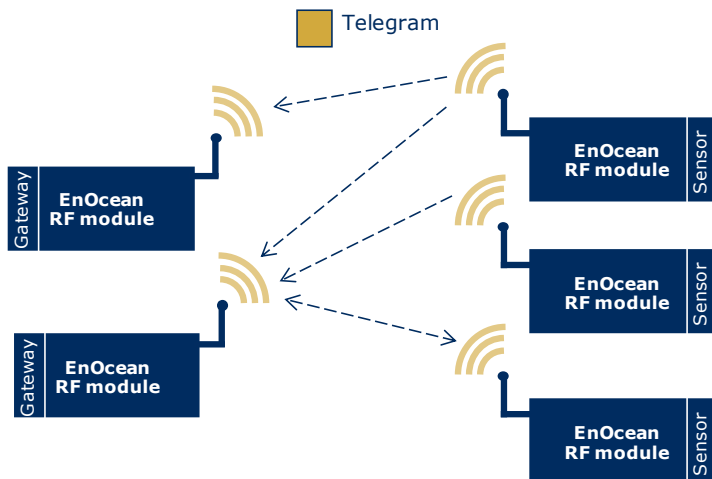 Telegram
Gateway
EnOcean
RF module
EnOcean
RF module
Sensor
EnOcean
RF module
Sensor
Gateway
EnOcean
RF module
EnOcean
RF module
Sensor